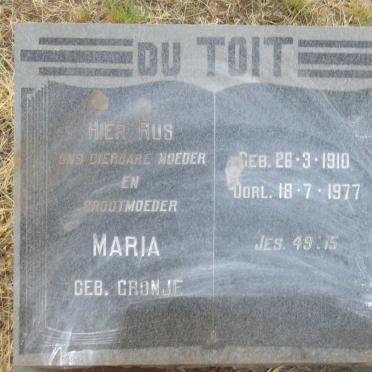 DU TOIT
HIER RUS
ONS DIERBARE MOEDER
EN
GROOTMOEDER
MARIA
GEB. CRONJE
GEB. 26·3·1910
OORL. 18·7·1977
JES. 49:15